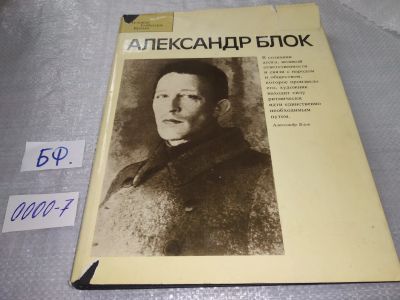 АЛЕКСАНДР БЛОК
В сознании
долга, великой
ответственности
и связи с народом
и обществом,
которое произвело
его, художник
находит силу
ритмически
идти единственно
необходимым
путем.
Александр Блок
БФ.
0000-7